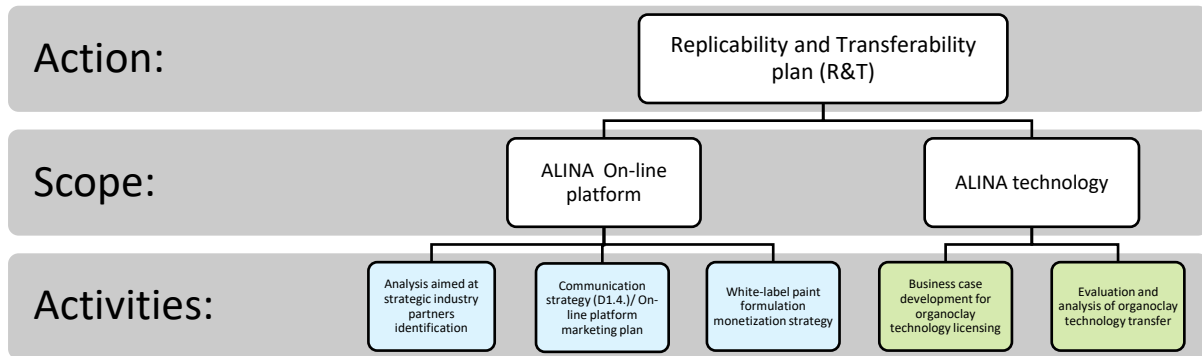 Action:
Replicability and Transferability
plan (R&T)
Scope:
ALINA On-line
platform
ALINA technology
Activities:
Analysis aimed at
strategic industry
partners
identification
Communication
strategy (D1.4.)/ On-
line platform
marketing plan
White-label paint
formulation
monetization strategy
Business case
development for
organoclay
technology licensing
Evaluation and
analysis of organoclay
technology transfer